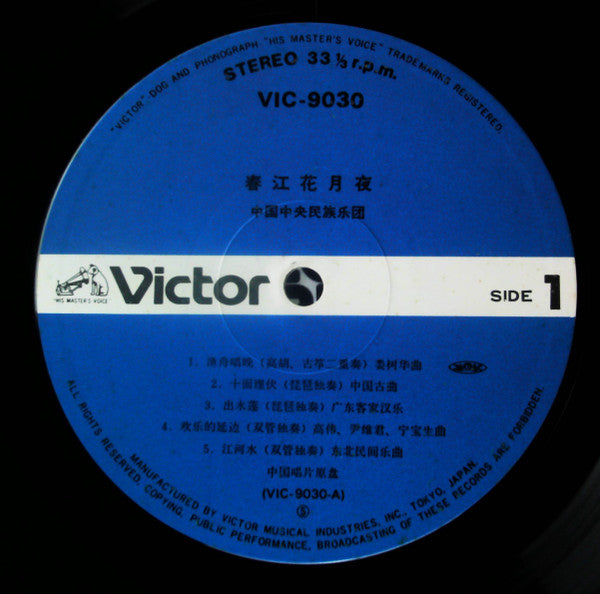 "VICTOR"-DOG AND PHONOGRAPH-"HIS MASTER'S VOICE" TRADEMARKS REGISTERED.
STEREO 33 ⅓ r.p.m.
VIC-9030
春江花月夜
中国中央民族乐团
Victor
"HIS MASTER'S VOICE"
SIDE 1
1．渔舟唱晚（高胡、古筝二重奏）娄树华曲
2．十面埋伏（琵琶独奏）中国古曲
3．出水莲（琵琶独奏）广东客家汉乐
4．欢乐的延边（双管独奏）高伟、尹维君、宁宝生曲
5．江河水（双管独奏）东北民间乐曲
中国唱片原盘
(VIC-9030-A)
Ⓢ
MANUFACTURED BY VICTOR MUSICAL INDUSTRIES, INC., TOKYO, JAPAN.
ALL RIGHTS RESERVED, COPYING, PUBLIC PERFORMANCE, BROADCASTING OF THESE RECORDS ARE FORBIDDEN.